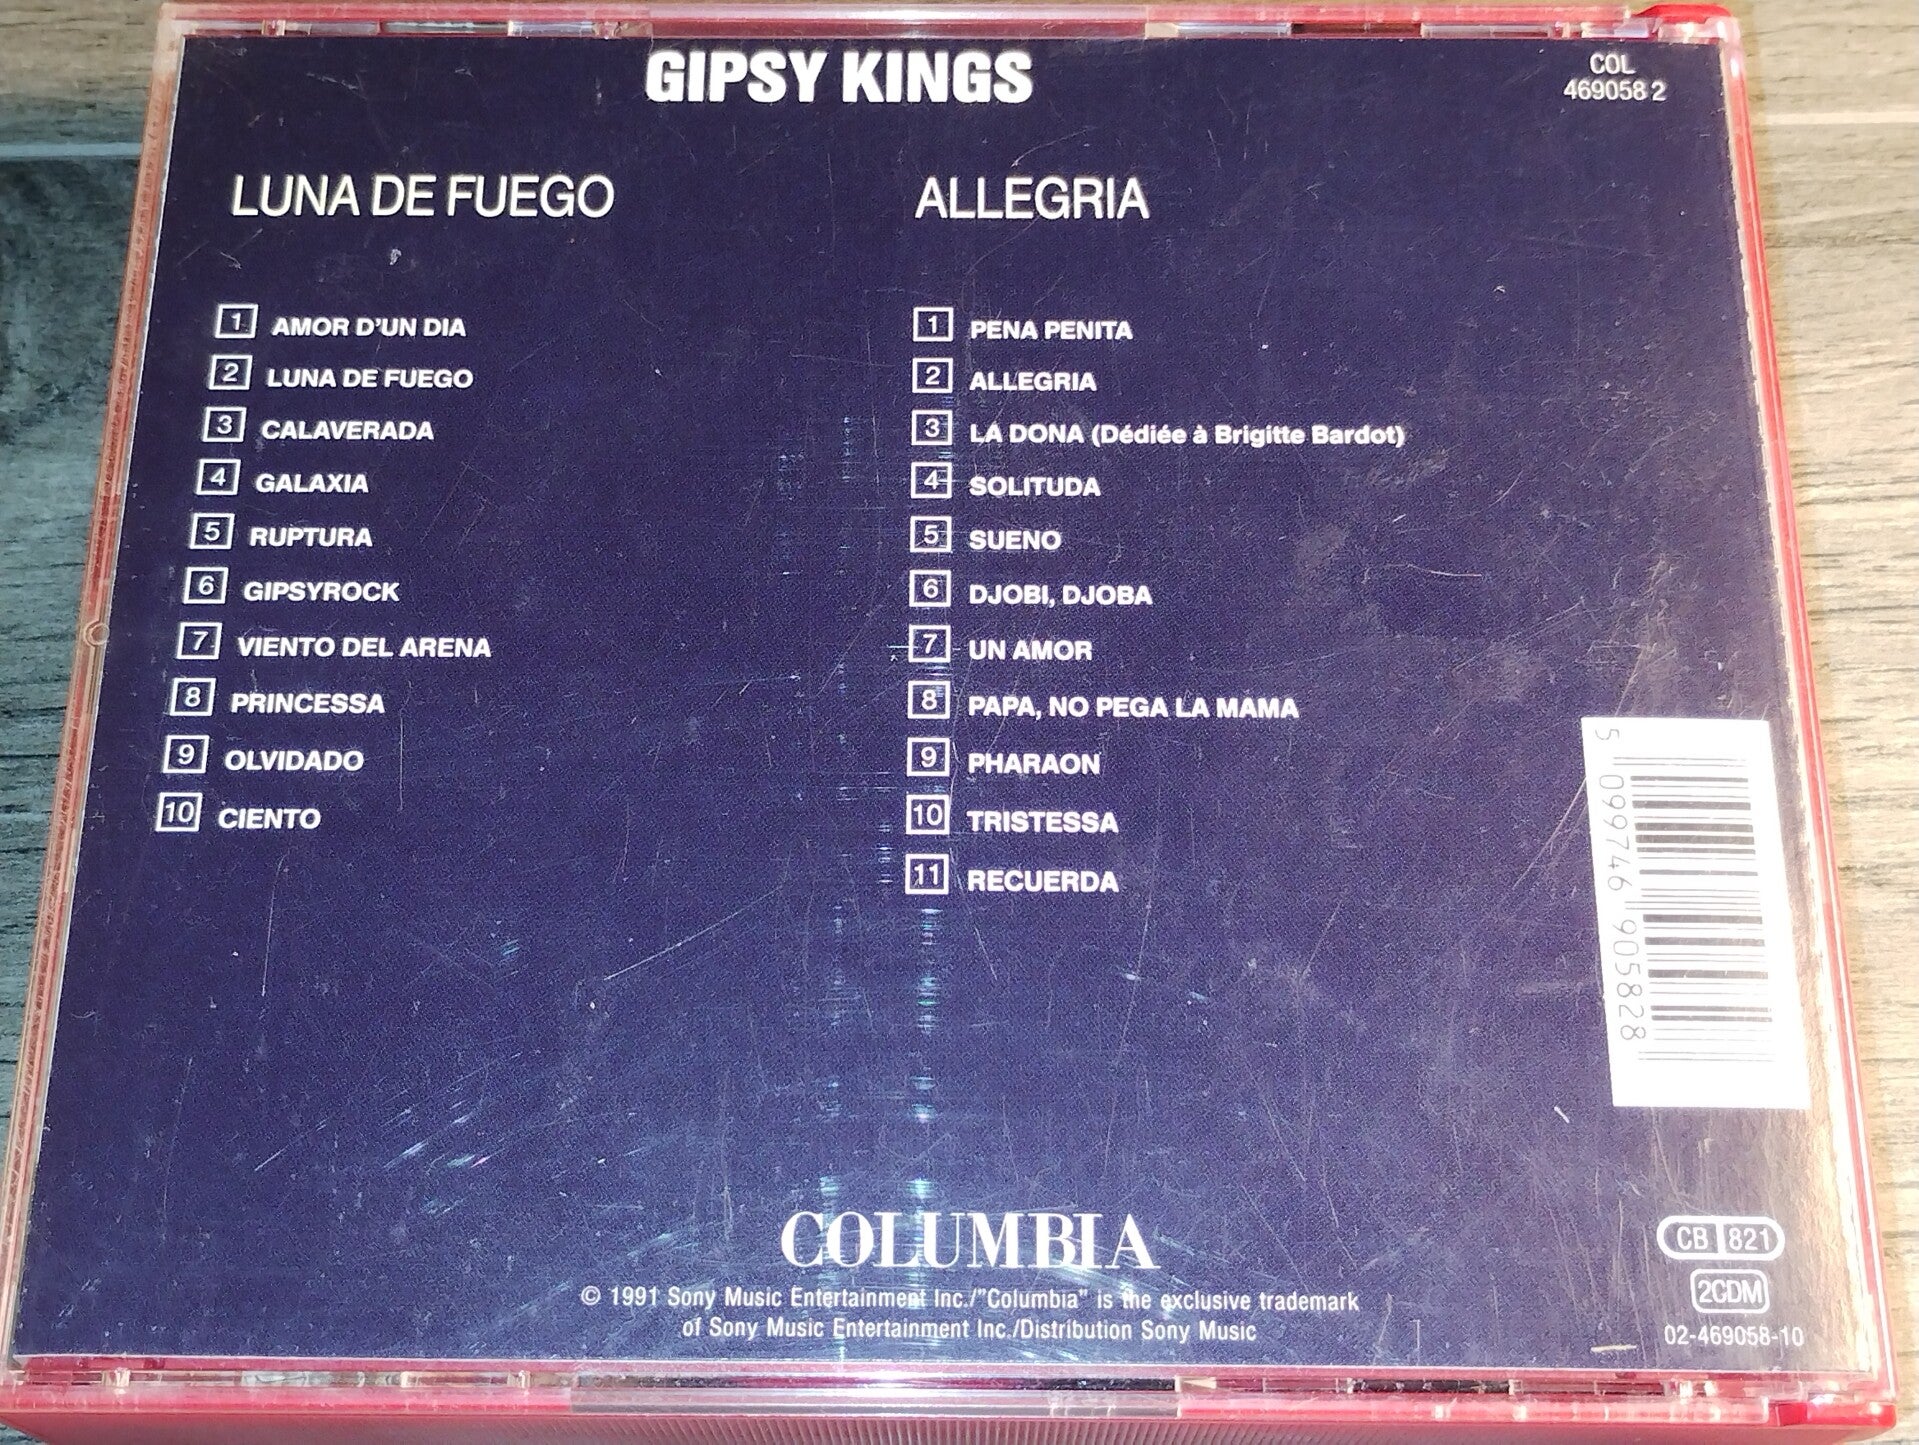 GIPSY KINGS
COL
469058 2
LUNA DE FUEGO
1 AMOR D'UN DIA
2 LUNA DE FUEGO
3 CALAVERADA
4 GALAXIA
5 RUPTURA
6 GIPSYROCK
7 VIENTO DEL ARENA
8 PRINCESSA
9 OLVIDADO
10 CIENTO
ALLEGRIA
1 PENA PENITA
2 ALLEGRIA
3 LA DONA (Dédiée à Brigitte Bardot)
4 SOLITUDA
5 SUENO
6 DJOBI, DJOBA
7 UN AMOR
8 PAPA, NO PEGA LA MAMA
9 PHARAON
10 TRISTESSA
11 RECUERDA
5 099746 905828
COLUMBIA
© 1991 Sony Music Entertainment Inc./"Columbia" is the exclusive trademark
of Sony Music Entertainment Inc./Distribution Sony Music
CB 821
2CDM
02-469058-10